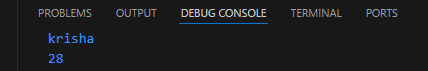 PROBLEMS OUTPUT DEBUG CONSOLE TERMINAL PORTS
krisha
28